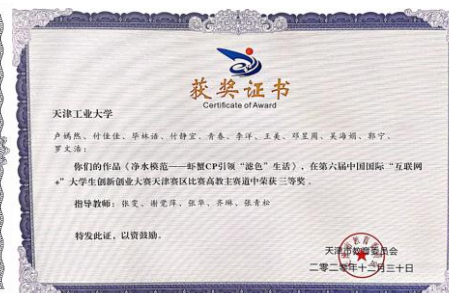 获奖证书
Certificate of Award
天津工业大学
卢嫣然、付佳佳、毕林语、付静宜、青春、李洋、王美、邓昱周、吴海娟、郭宁、
罗文浩：
你们的作品《净水模范——虾蟹CP引领“滤色”生活》，在第六届中国国际“互联网
+”大学生创新创业大赛天津赛区比赛高教主赛道中荣获三等奖。
指导教师：张雯、谢觉萍、张华、齐琳、张青松
特发此证，以资鼓励。
天津市教育委员会
二零二零年十二月三十日